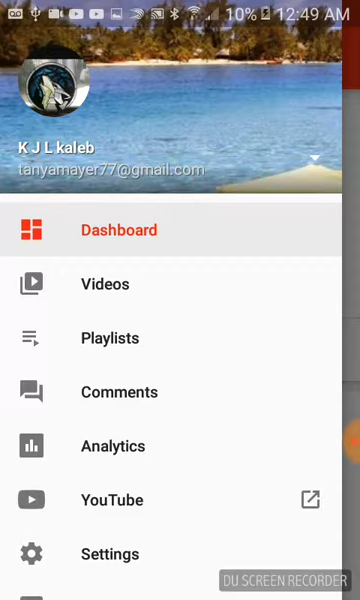 10% 12:49 AM
K J L kaleb
tanyamayer77@gmail.com
Dashboard
Videos
Playlists
Comments
Analytics
YouTube
Settings
DU SCREEN RECORDER